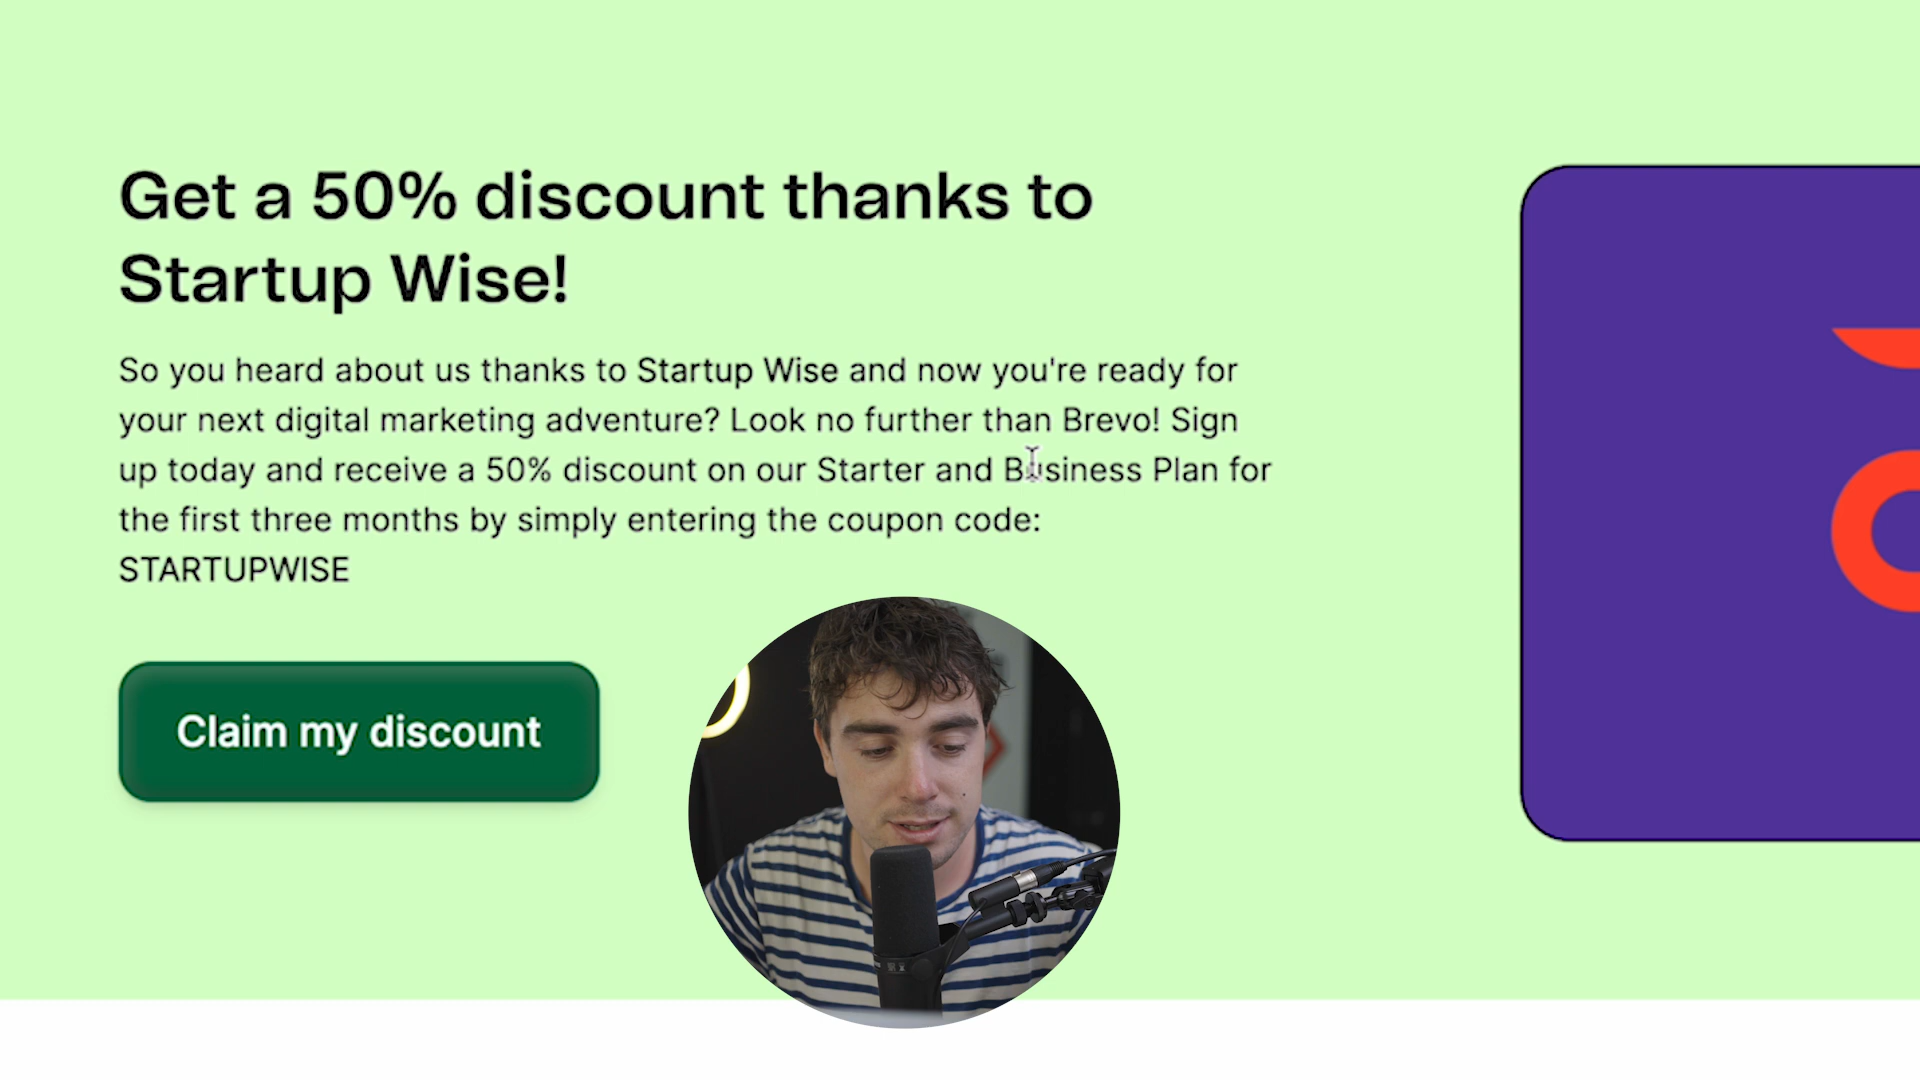 Get a 50% discount thanks to
Startup Wise!
So you heard about us thanks to Startup Wise and now you're ready for
your next digital marketing adventure? Look no further than Brevo! Sign
up today and receive a 50% discount on our Starter and Business Plan for
the first three months by simply entering the coupon code:
STARTUPWISE
Claim my discount